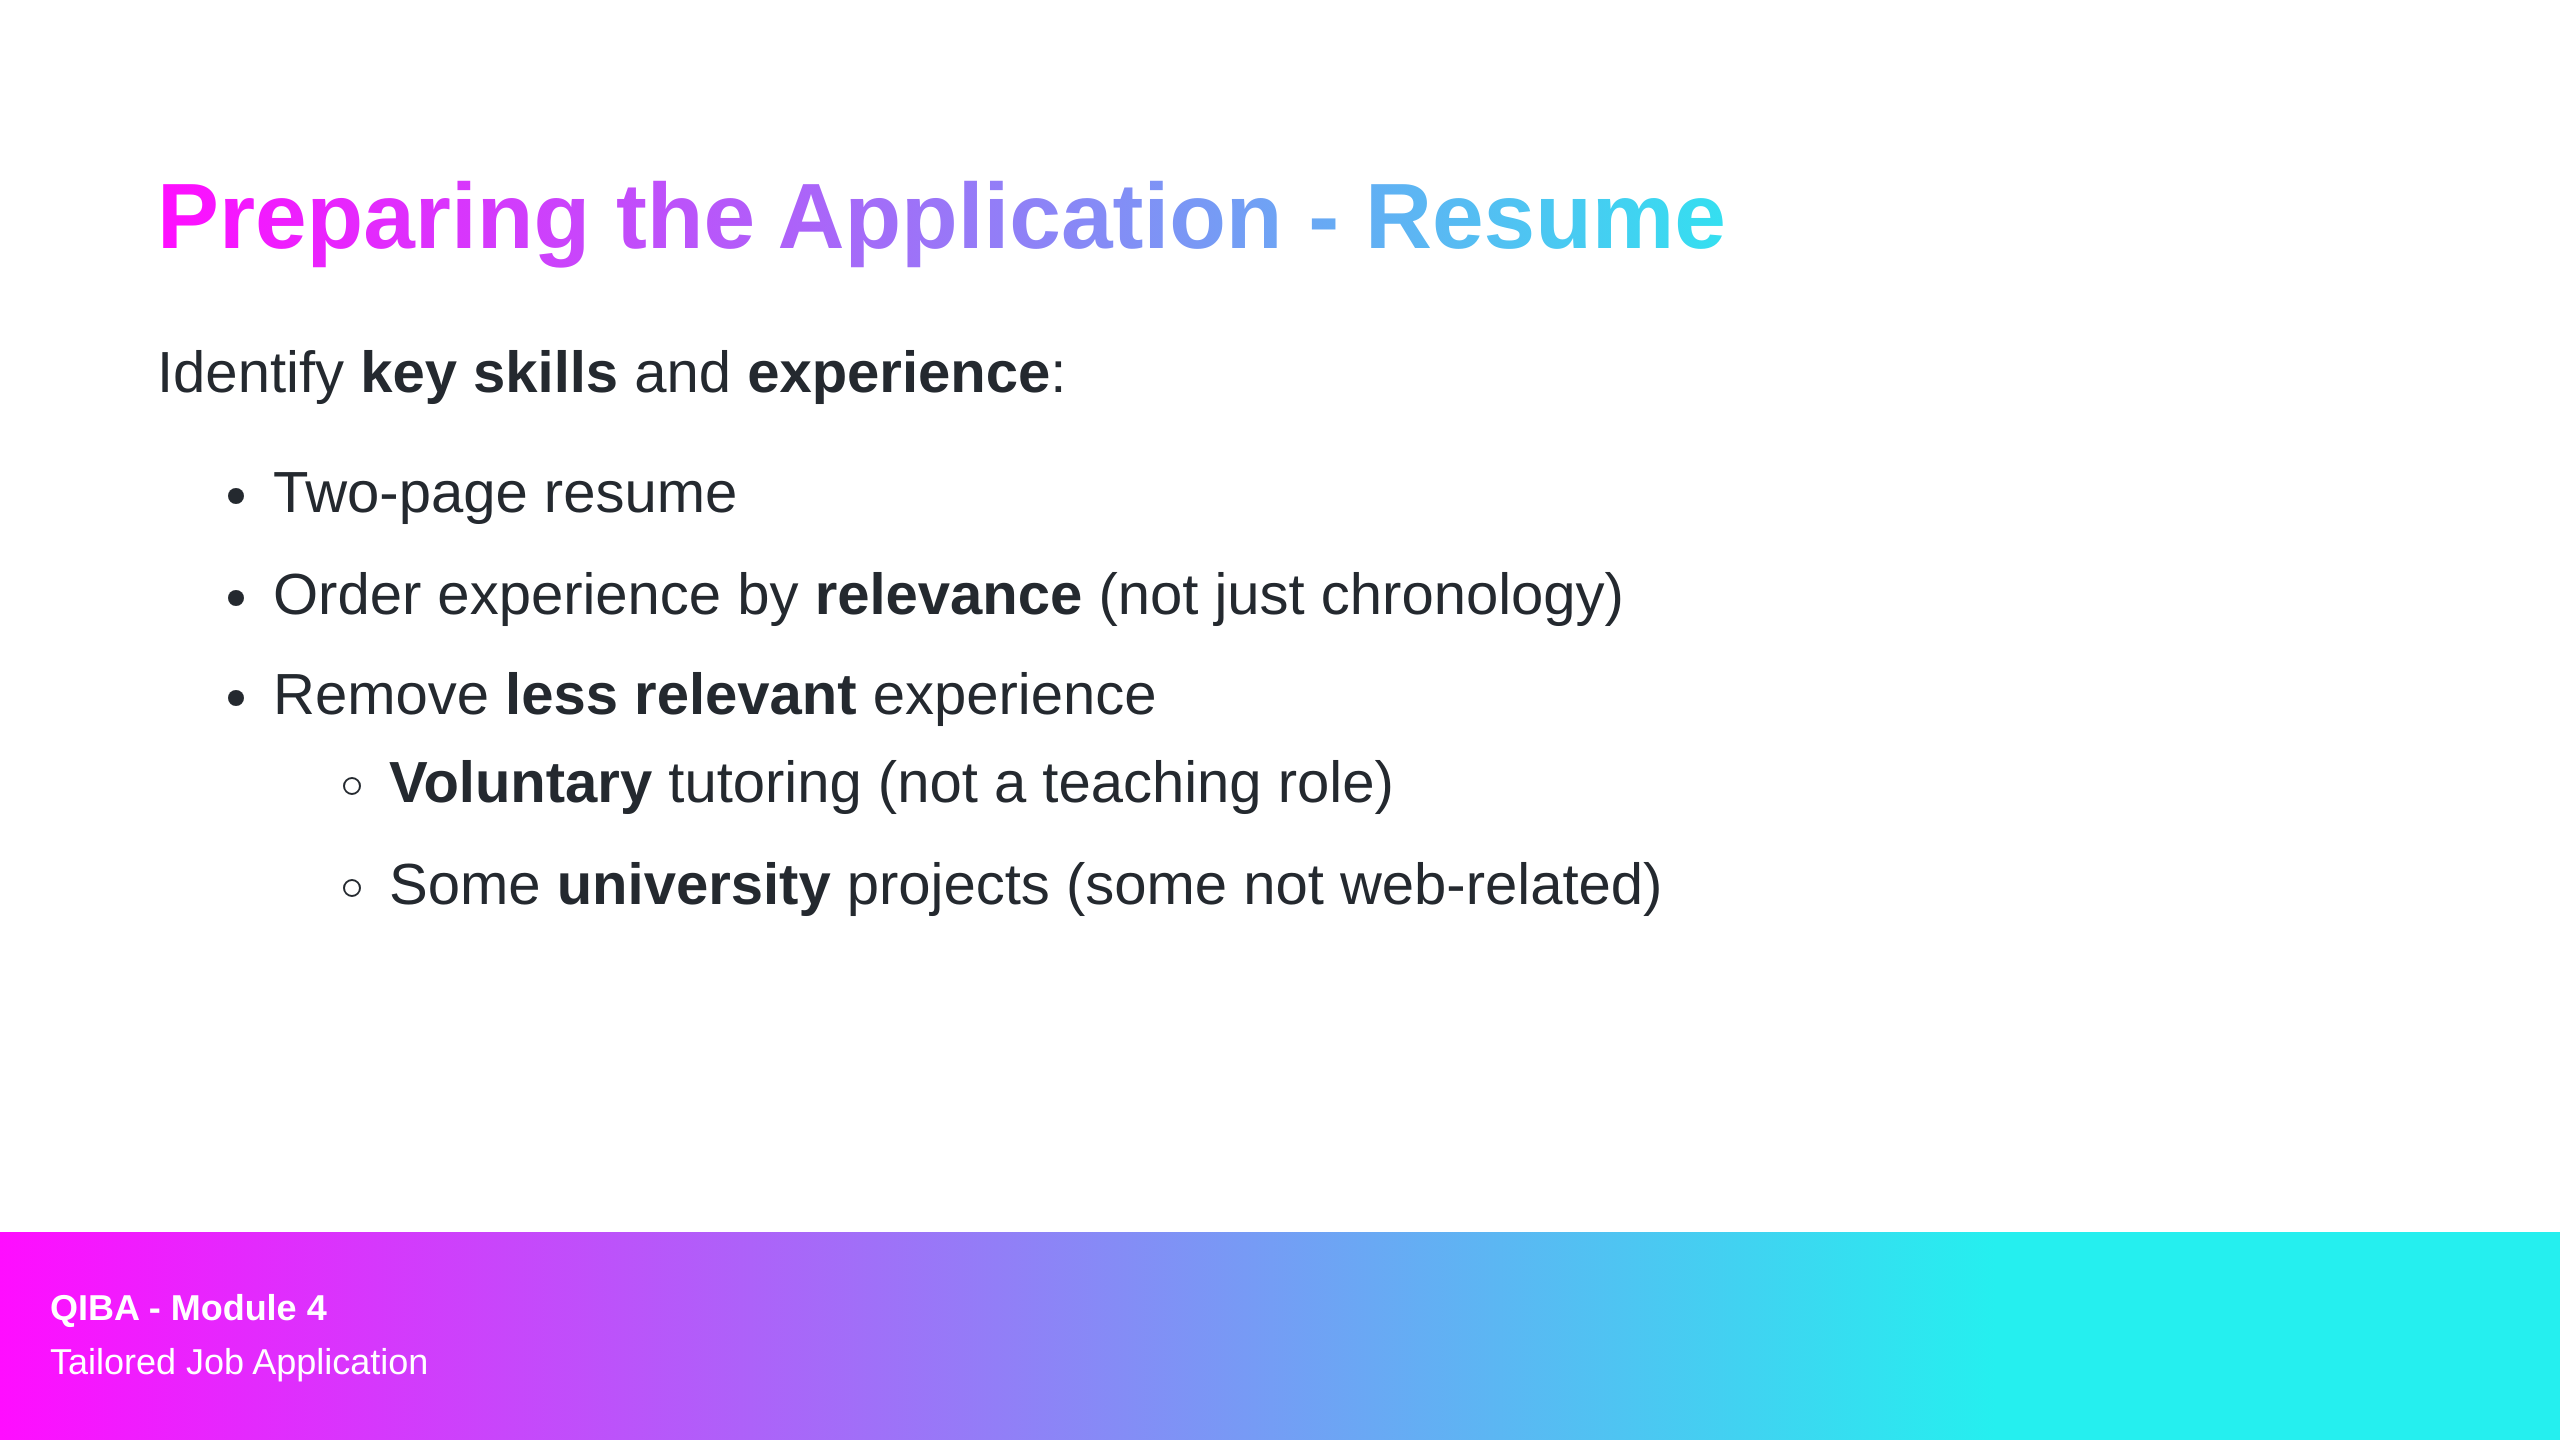 Preparing the Application - Resume
Identify key skills and experience:
Two-page resume
Order experience by relevance (not just chronology)
Remove less relevant experience
Voluntary tutoring (not a teaching role)
Some university projects (some not web-related)
QIBA - Module 4
Tailored Job Application